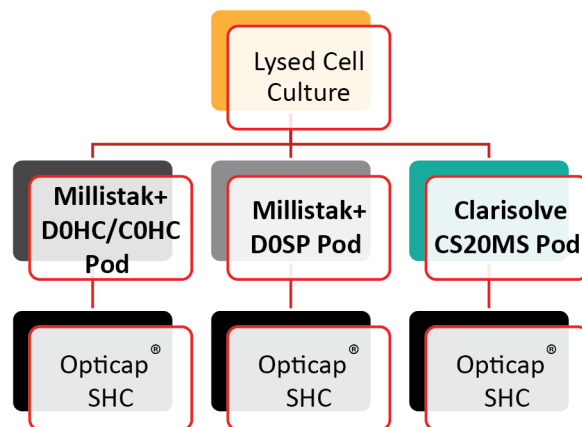 Lysed Cell
Culture
Millistak+
D0HC/C0HC
Pod
Millistak+
D0SP Pod
Clarisolve
CS20MS Pod
Opticap®
SHC
Opticap®
SHC
Opticap®
SHC